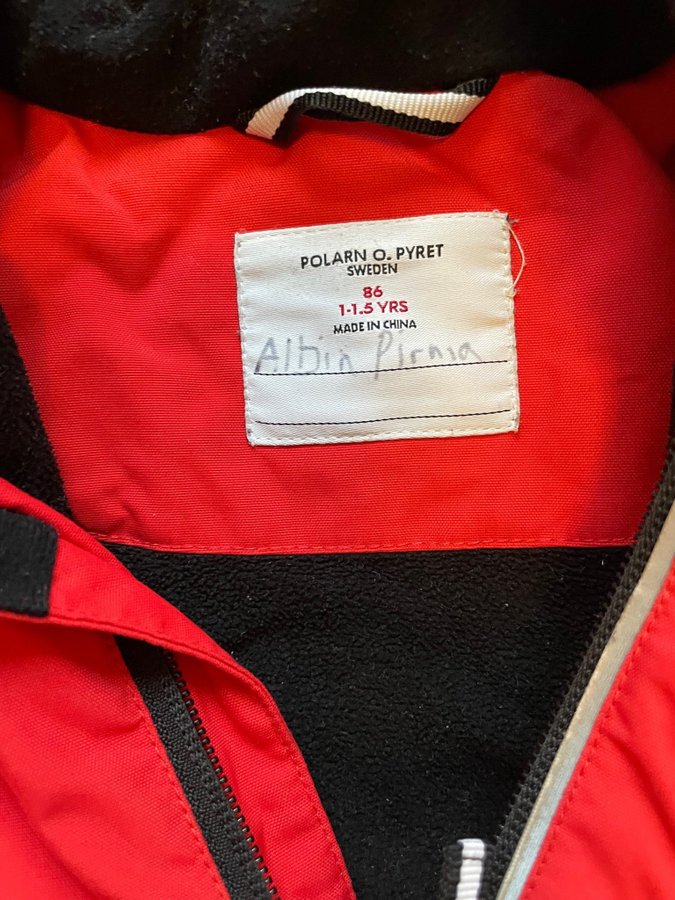 POLARN O. PYRET
SWEDEN
86
1-1.5 YRS
MADE IN CHINA
Albin Pirnia